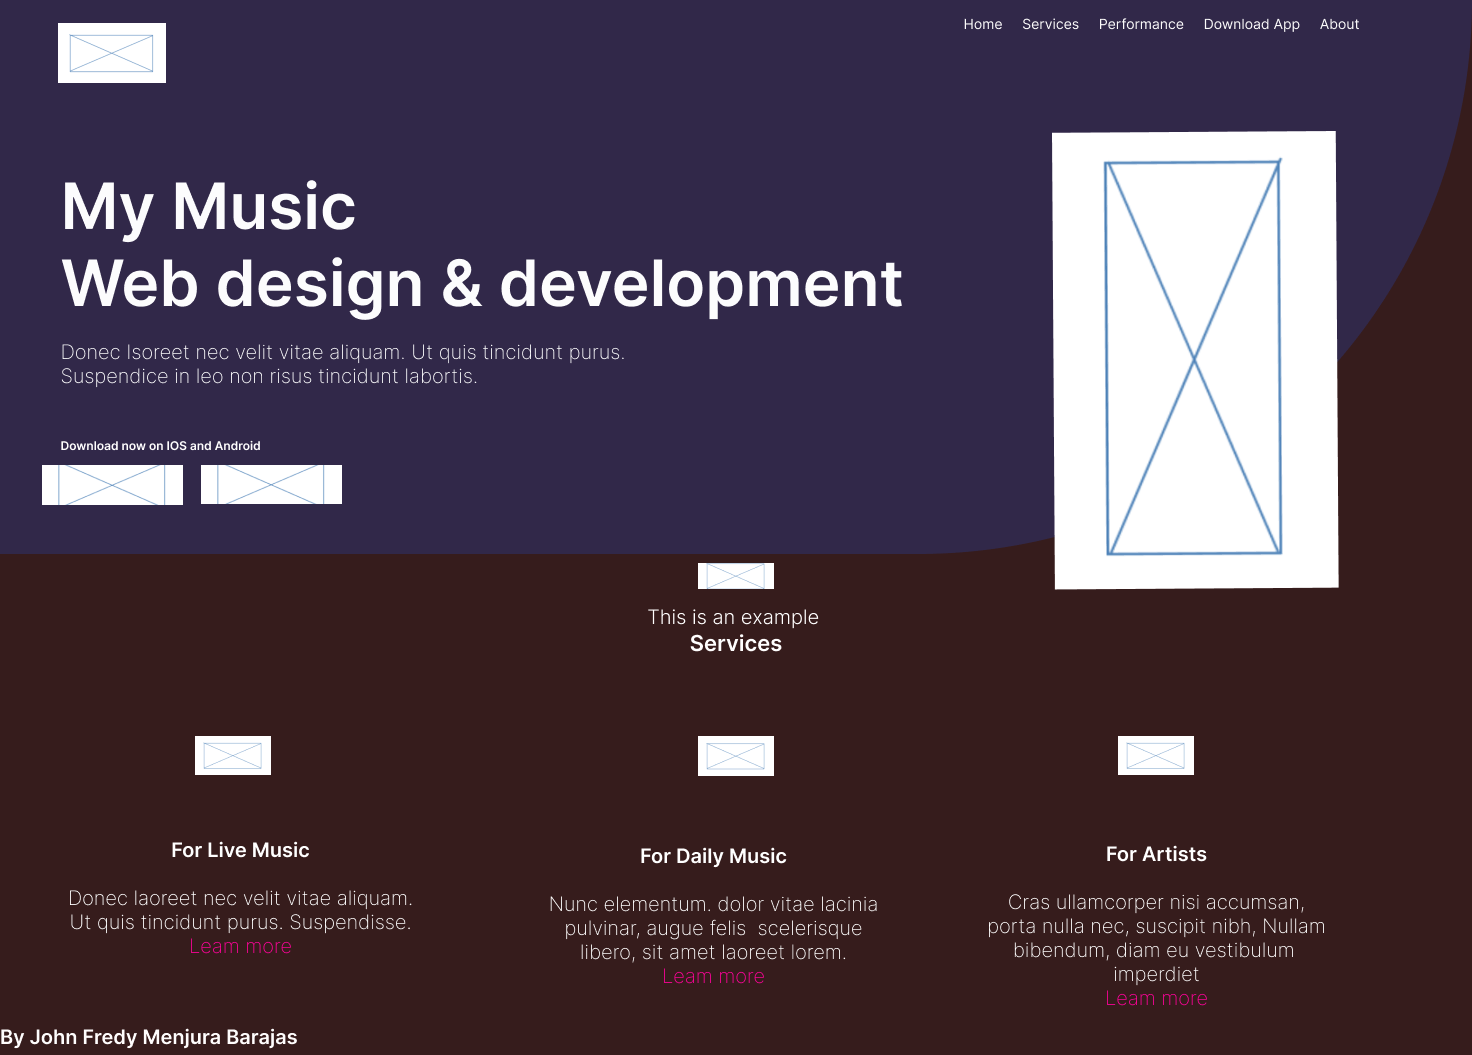 Home Services Performance Download App About
My Music
Web design & development
Donec lsoreet nec velit vitae aliquam. Ut quis tincidunt purus.
Suspendice in leo non risus tincidunt labortis.
Download now on IOS and Android
This is an example
Services
For Live Music
Donec laoreet nec velit vitae aliquam.
Ut quis tincidunt purus. Suspendisse.
Leam more
For Daily Music
Nunc elementum. dolor vitae lacinia
pulvinar, augue felis  scelerisque
libero, sit amet laoreet lorem.
Leam more
For Artists
Cras ullamcorper nisi accumsan,
porta nulla nec, suscipit nibh, Nullam
bibendum, diam eu vestibulum
imperdiet
Leam more
By John Fredy Menjura Barajas